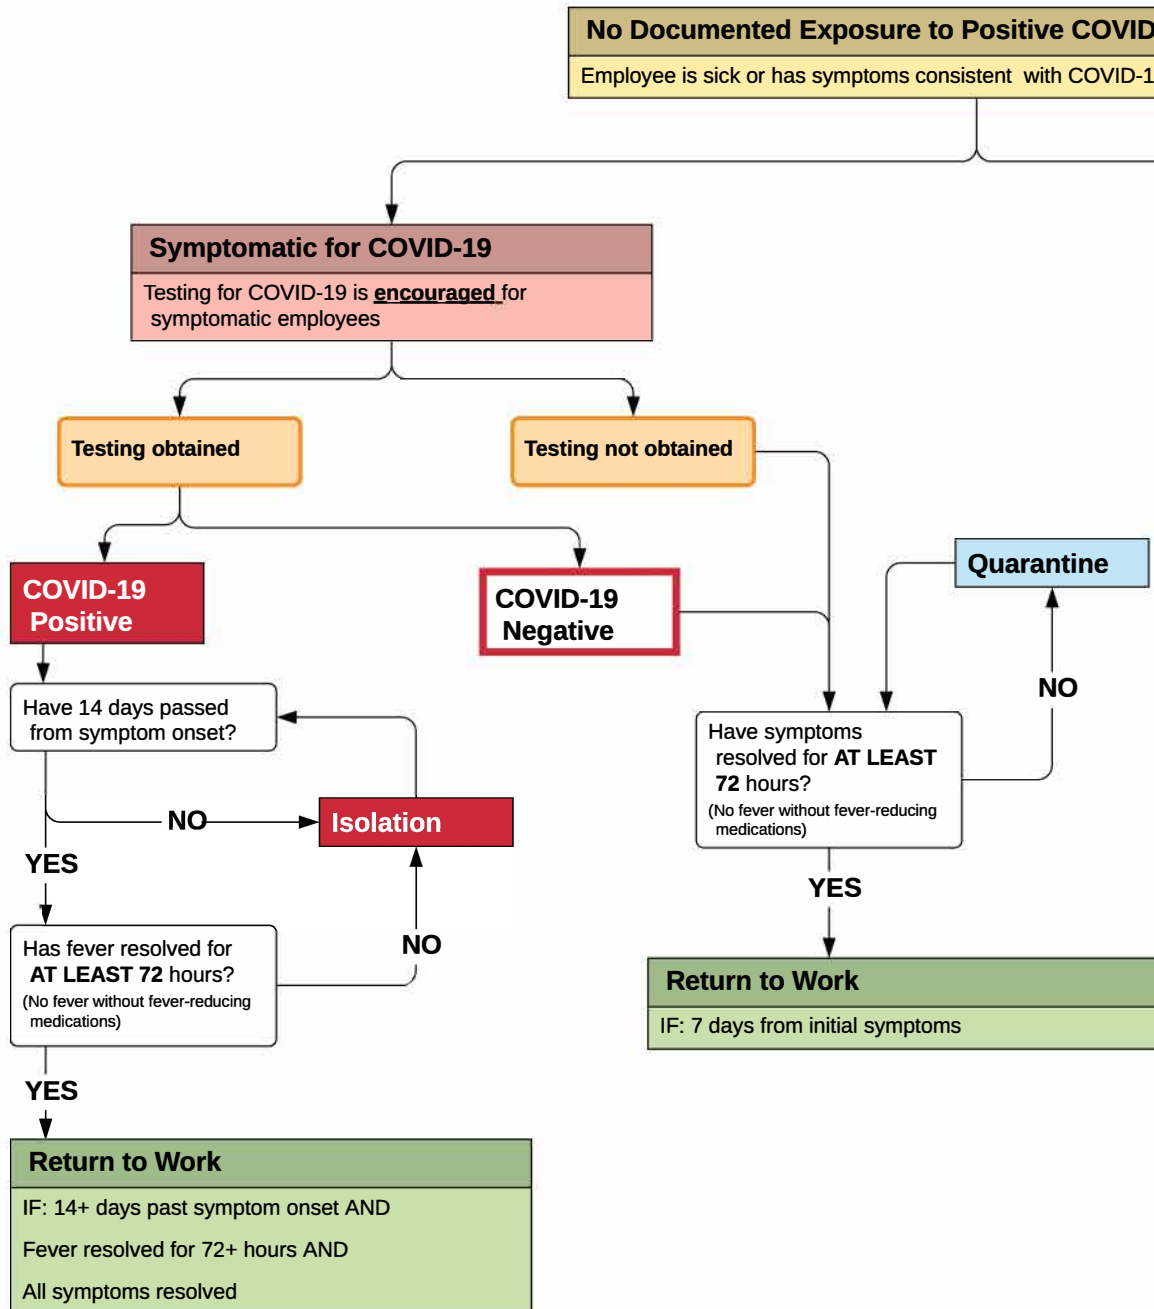 No Documented Exposure to Positive COVID
Employee is sick or has symptoms consistent with COVID-1
Symptomatic for COVID-19
Testing for COVID-19 is encouraged for
symptomatic employees
Testing obtained
Testing not obtained
COVID-19
Positive
COVID-19
Negative
Quarantine
NO
Have 14 days passed
from symptom onset?
Have symptoms
resolved for AT LEAST
72 hours?
(No fever without fever-reducing
medications)
NO
Isolation
YES
YES
Has fever resolved for
AT LEAST 72 hours?
(No fever without fever-reducing
medications)
NO
Return to Work
IF: 7 days from initial symptoms
YES
Return to Work
IF: 14+ days past symptom onset AND
Fever resolved for 72+ hours AND
All symptoms resolved